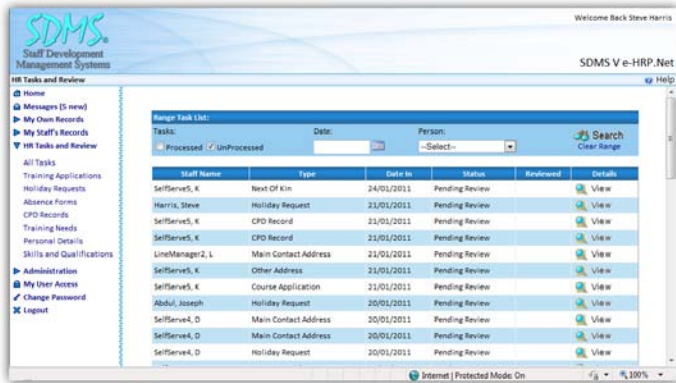 Welcome Back Steve Harris
SDMS
Staff Development
Management Systems
SDMS V e-HRP.Net
HR Tasks and Review
Help
Home
Messages (5 new)
My Own Records
My Staff's Records
HR Tasks and Review
All Tasks
Training Applications
Holiday Requests
Absence Forms
CPD Records
Training Needs
Personal Details
Skills and Qualifications
Administration
My User Access
Change Password
Logout
Range Task List:
Tasks: Date: Person:
Processed UnProcessed --Select-- Search
Clear Range
Staff Name Type Date In Status Reviewed Details
SelfServe5, K Next Of Kin 24/01/2011 Pending Review View
Harris, Steve Holiday Request 21/01/2011 Pending Review View
SelfServe5, K CPD Record 21/01/2011 Pending Review View
SelfServe5, K CPD Record 21/01/2011 Pending Review View
LineManager2, L Main Contact Address 21/01/2011 Pending Review View
SelfServe5, K Other Address 21/01/2011 Pending Review View
SelfServe5, K Course Application 21/01/2011 Pending Review View
Abdul, Joseph Holiday Request 20/01/2011 Pending Review View
SelfServe4, D Main Contact Address 20/01/2011 Pending Review View
SelfServe4, D Main Contact Address 20/01/2011 Pending Review View
SelfServe4, D Holiday Request 20/01/2011 Pending Review View
Internet | Protected Mode: On 100%